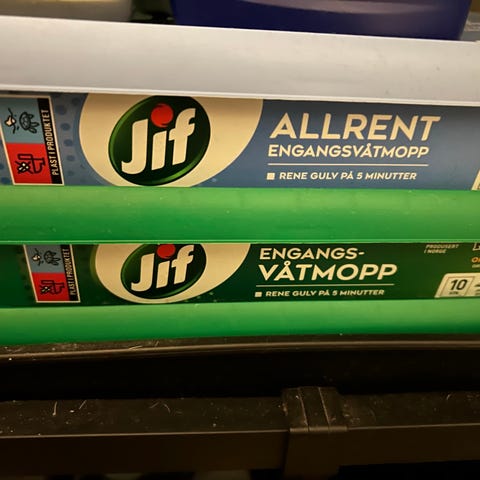 PLAST I PRODUKTET
Jif
ALLRENT
ENGANGSVÅTMOPP
RENE GULV PÅ 5 MINUTTER
PLAST I PRODUKTET
Jif
ENGANGS-
VÅTMOPP
RENE GULV PÅ 5 MINUTTER
PRODUSERT
I NORGE
10